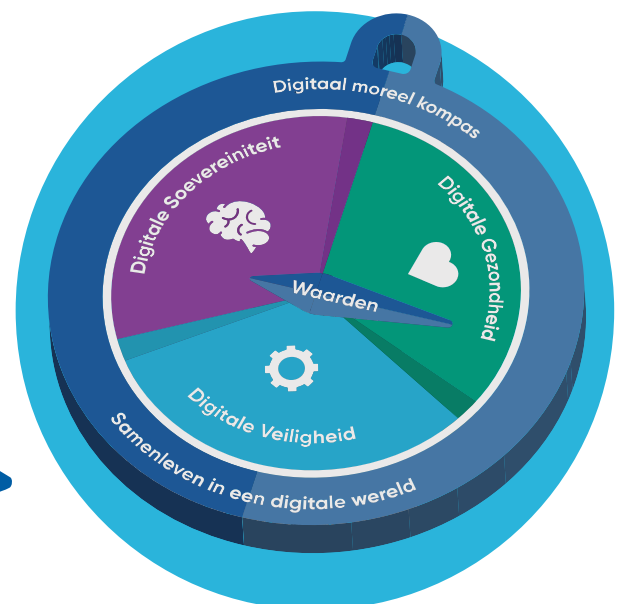 Digitaal moreel kompas
Digitale Soevereiniteit
Digitale Gezondheid
Waarden
Digitale Veiligheid
Samenleven in een digitale wereld